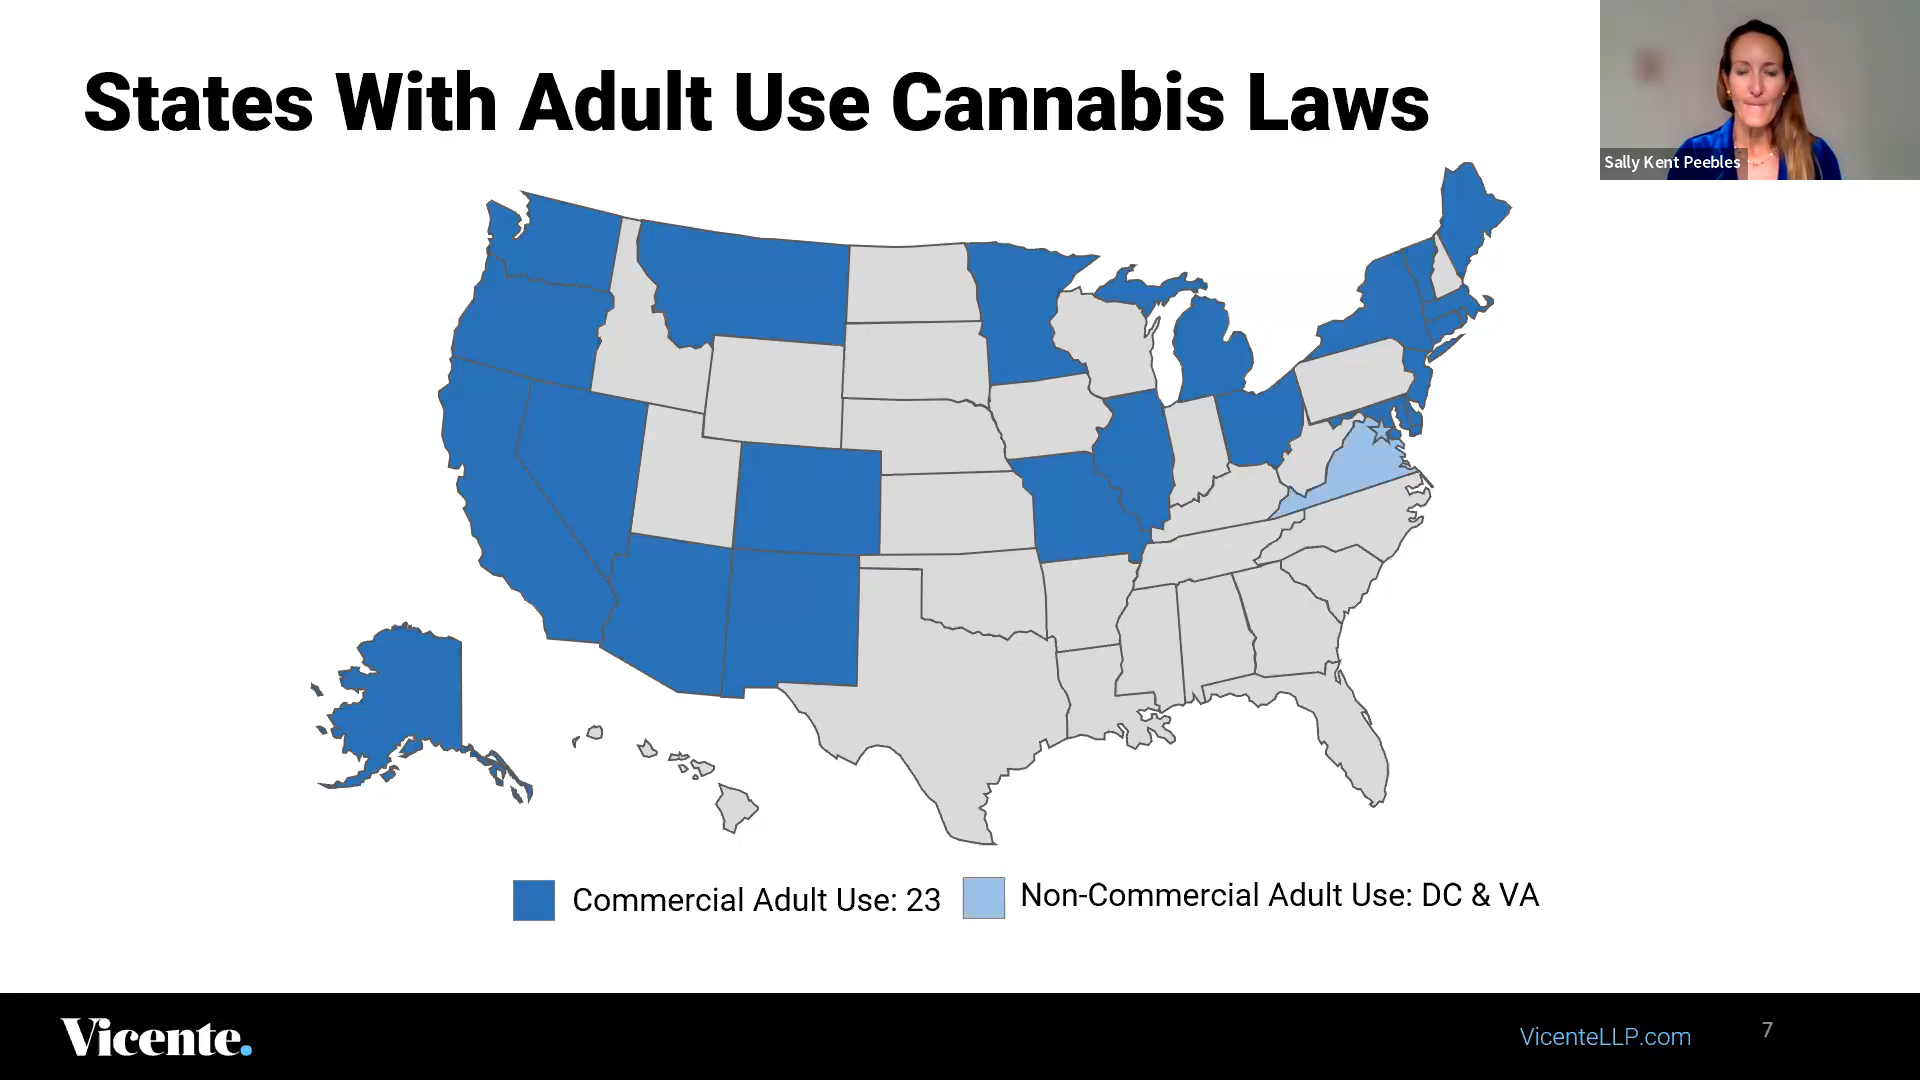 States With Adult Use Cannabis Laws
Sally Kent Peebles
Commercial Adult Use: 23
Non-Commercial Adult Use: DC & VA
Vicente.
VicenteLLP.com
7